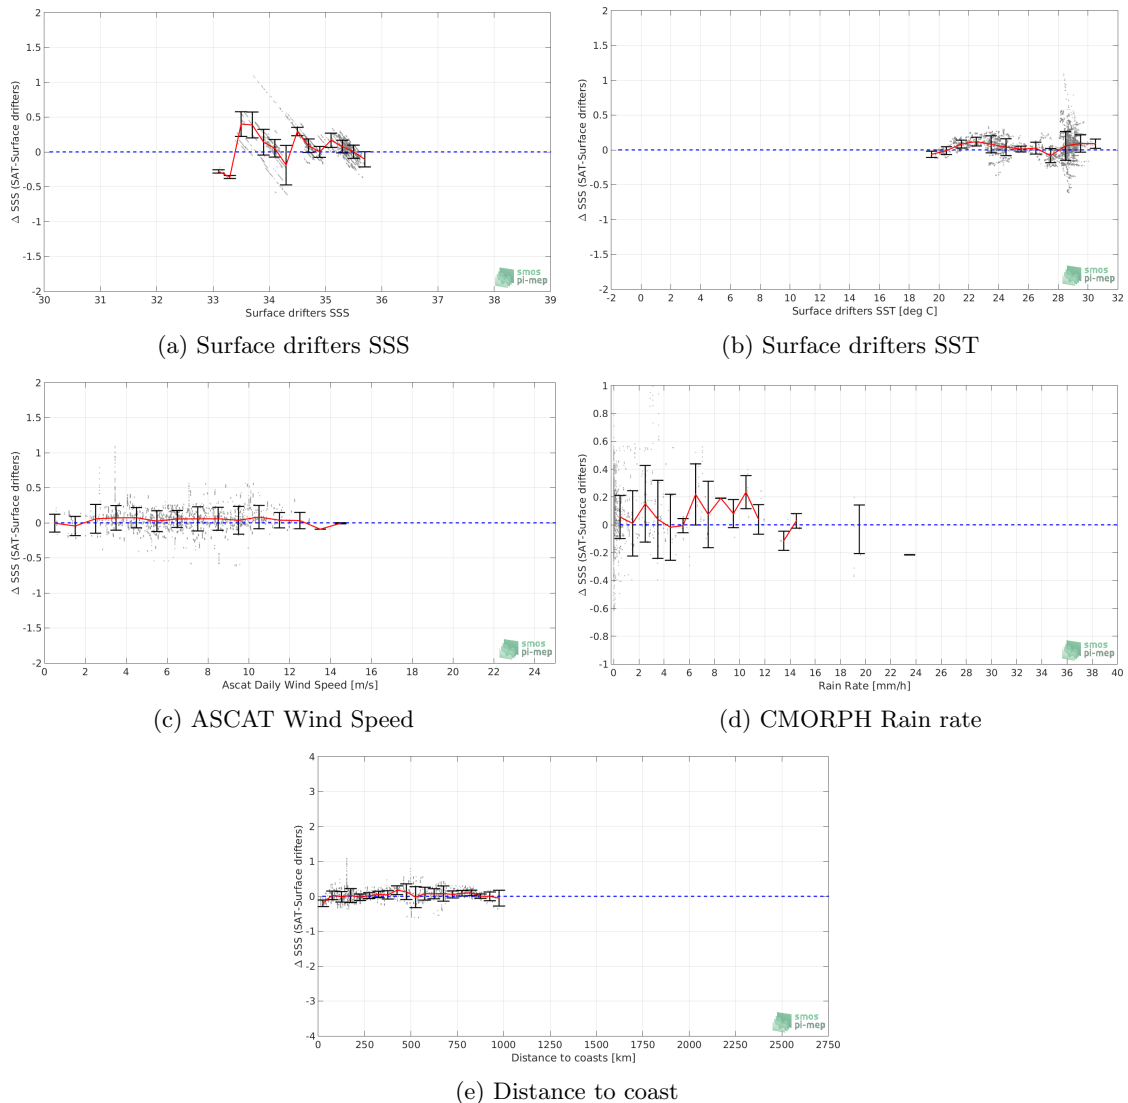 2
1.5
1
0.5
0
-0.5
-1
-1.5
-2
Δ SSS (SAT-Surface drifters)
30 31 32 33 34 35 36 37 38 39
Surface drifters SSS
smos
pi-mep
(a) Surface drifters SSS
2
1.5
1
0.5
0
-0.5
-1
-1.5
-2
Δ SSS (SAT-Surface drifters)
-2 0 2 4 6 8 10 12 14 16 18 20 22 24 26 28 30 32
Surface drifters SST [deg C]
smos
pi-mep
(b) Surface drifters SST
2
1.5
1
0.5
0
-0.5
-1
-1.5
-2
Δ SSS (SAT-Surface drifters)
0 2 4 6 8 10 12 14 16 18 20 22 24
Ascat Daily Wind Speed [m/s]
smos
pi-mep
(c) ASCAT Wind Speed
1
0.8
0.6
0.4
0.2
0
-0.2
-0.4
-0.6
-0.8
-1
Δ SSS (SAT-Surface drifters)
0 2 4 6 8 10 12 14 16 18 20 22 24 26 28 30 32 34 36 38 40
Rain Rate [mm/h]
smos
pi-mep
(d) CMORPH Rain rate
4
3
2
1
0
-1
-2
-3
-4
Δ SSS (SAT-Surface drifters)
0 250 500 750 1000 1250 1500 1750 2000 2250 2500 2750
Distance to coasts [km]
smos
pi-mep
(e) Distance to coast